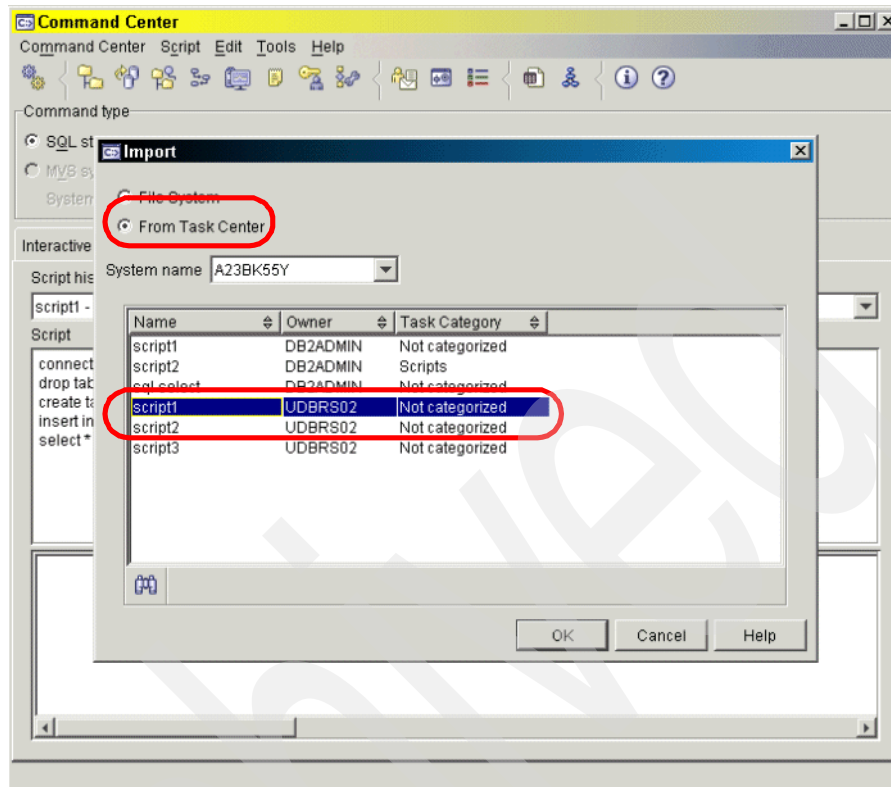 Command Center
Command Center Script Edit Tools Help
Command type
SQL st
MVS sy
System
Interactive
Script his
script1 -
Script
connect
drop tab
create ta
insert in
select *
Import
File System
From Task Center
System name A23BK55Y
Name Owner Task Category
script1 DB2ADMIN Not categorized
script2 DB2ADMIN Scripts
sql select DB2ADMIN Not categorized
script1 UDBRS02 Not categorized
script2 UDBRS02 Not categorized
script3 UDBRS02 Not categorized
OK Cancel Help